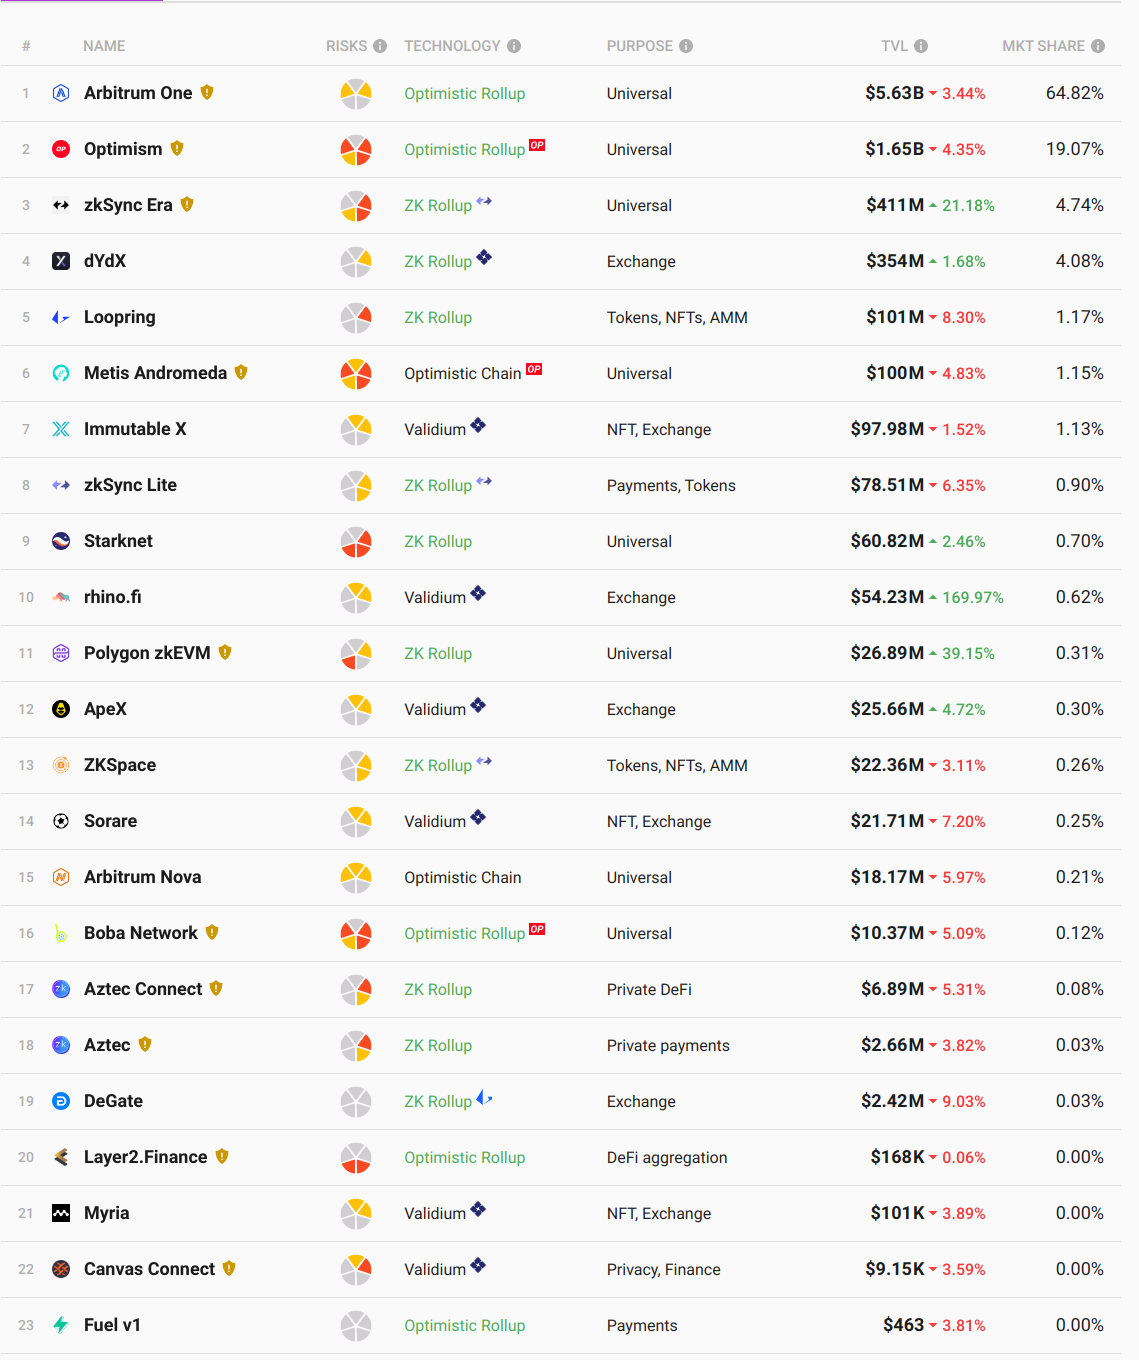 # NAME RISKS TECHNOLOGY PURPOSE TVL MKT SHARE
1 Arbitrum One Optimistic Rollup Universal $5.63B 3.44% 64.82%
2 OP Optimism Optimistic Rollup OP Universal $1.65B 4.35% 19.07%
3 zkSync Era ZK Rollup Universal $411M 21.18% 4.74%
4 dYdX ZK Rollup Exchange $354M 1.68% 4.08%
5 Loopring ZK Rollup Tokens, NFTs, AMM $101M 8.30% 1.17%
6 Metis Andromeda Optimistic Chain OP Universal $100M 4.83% 1.15%
7 Immutable X Validium NFT, Exchange $97.98M 1.52% 1.13%
8 zkSync Lite ZK Rollup Payments, Tokens $78.51M 6.35% 0.90%
9 Starknet ZK Rollup Universal $60.82M 2.46% 0.70%
10 rhino.fi Validium Exchange $54.23M 169.97% 0.62%
11 Polygon zkEVM ZK Rollup Universal $26.89M 39.15% 0.31%
12 ApeX Validium Exchange $25.66M 4.72% 0.30%
13 ZKSpace ZK Rollup Tokens, NFTs, AMM $22.36M 3.11% 0.26%
14 Sorare Validium NFT, Exchange $21.71M 7.20% 0.25%
15 Arbitrum Nova Optimistic Chain Universal $18.17M 5.97% 0.21%
16 Boba Network Optimistic Rollup OP Universal $10.37M 5.09% 0.12%
17 zk Aztec Connect ZK Rollup Private DeFi $6.89M 5.31% 0.08%
18 zk Aztec ZK Rollup Private payments $2.66M 3.82% 0.03%
19 DeGate ZK Rollup Exchange $2.42M 9.03% 0.03%
20 Layer2.Finance Optimistic Rollup DeFi aggregation $168K 0.06% 0.00%
21 Myria Validium NFT, Exchange $101K 3.89% 0.00%
22 Canvas Connect Validium Privacy, Finance $9.15K 3.59% 0.00%
23 Fuel v1 Optimistic Rollup Payments $463 3.81% 0.00%